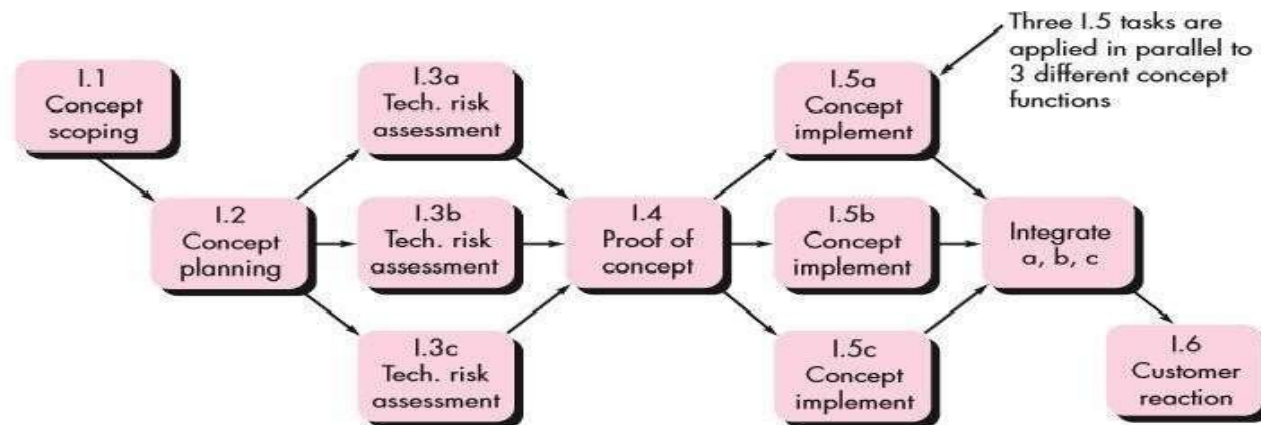 Three I.5 tasks are
applied in parallel to
3 different concept
functions
I.1
Concept
scoping
I.3a
Tech. risk
assessment
I.5a
Concept
implement
I.2
Concept
planning
I.3b
Tech. risk
assessment
I.4
Proof of
concept
I.5b
Concept
implement
Integrate
a, b, c
I.3c
Tech. risk
assessment
I.5c
Concept
implement
I.6
Customer
reaction